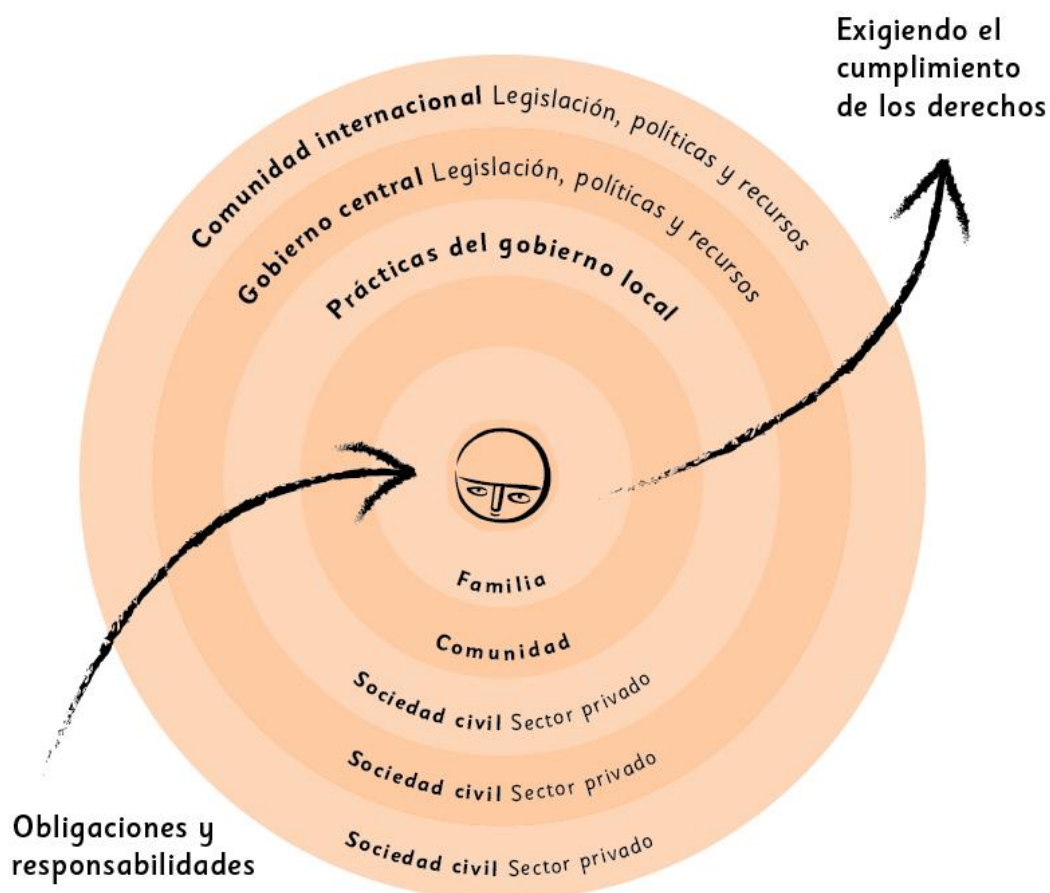 Exigiendo el
cumplimiento
de los derechos
Comunidad internacional Legislación, políticas y recursos
Gobierno central Legislación, políticas y recursos
Prácticas del gobierno local
Familia
Comunidad
Sociedad civil Sector privado
Sociedad civil Sector privado
Sociedad civil Sector privado
Obligaciones y
responsabilidades